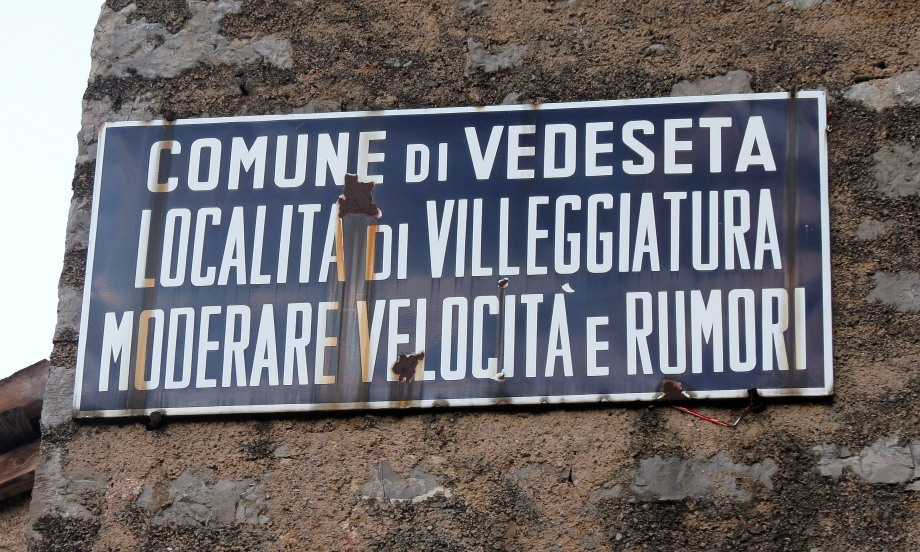 COMUNE DI VEDESETA
LOCALITÀ DI VILLEGGIATURA
MODERARE VELOCITÀ E RUMORI